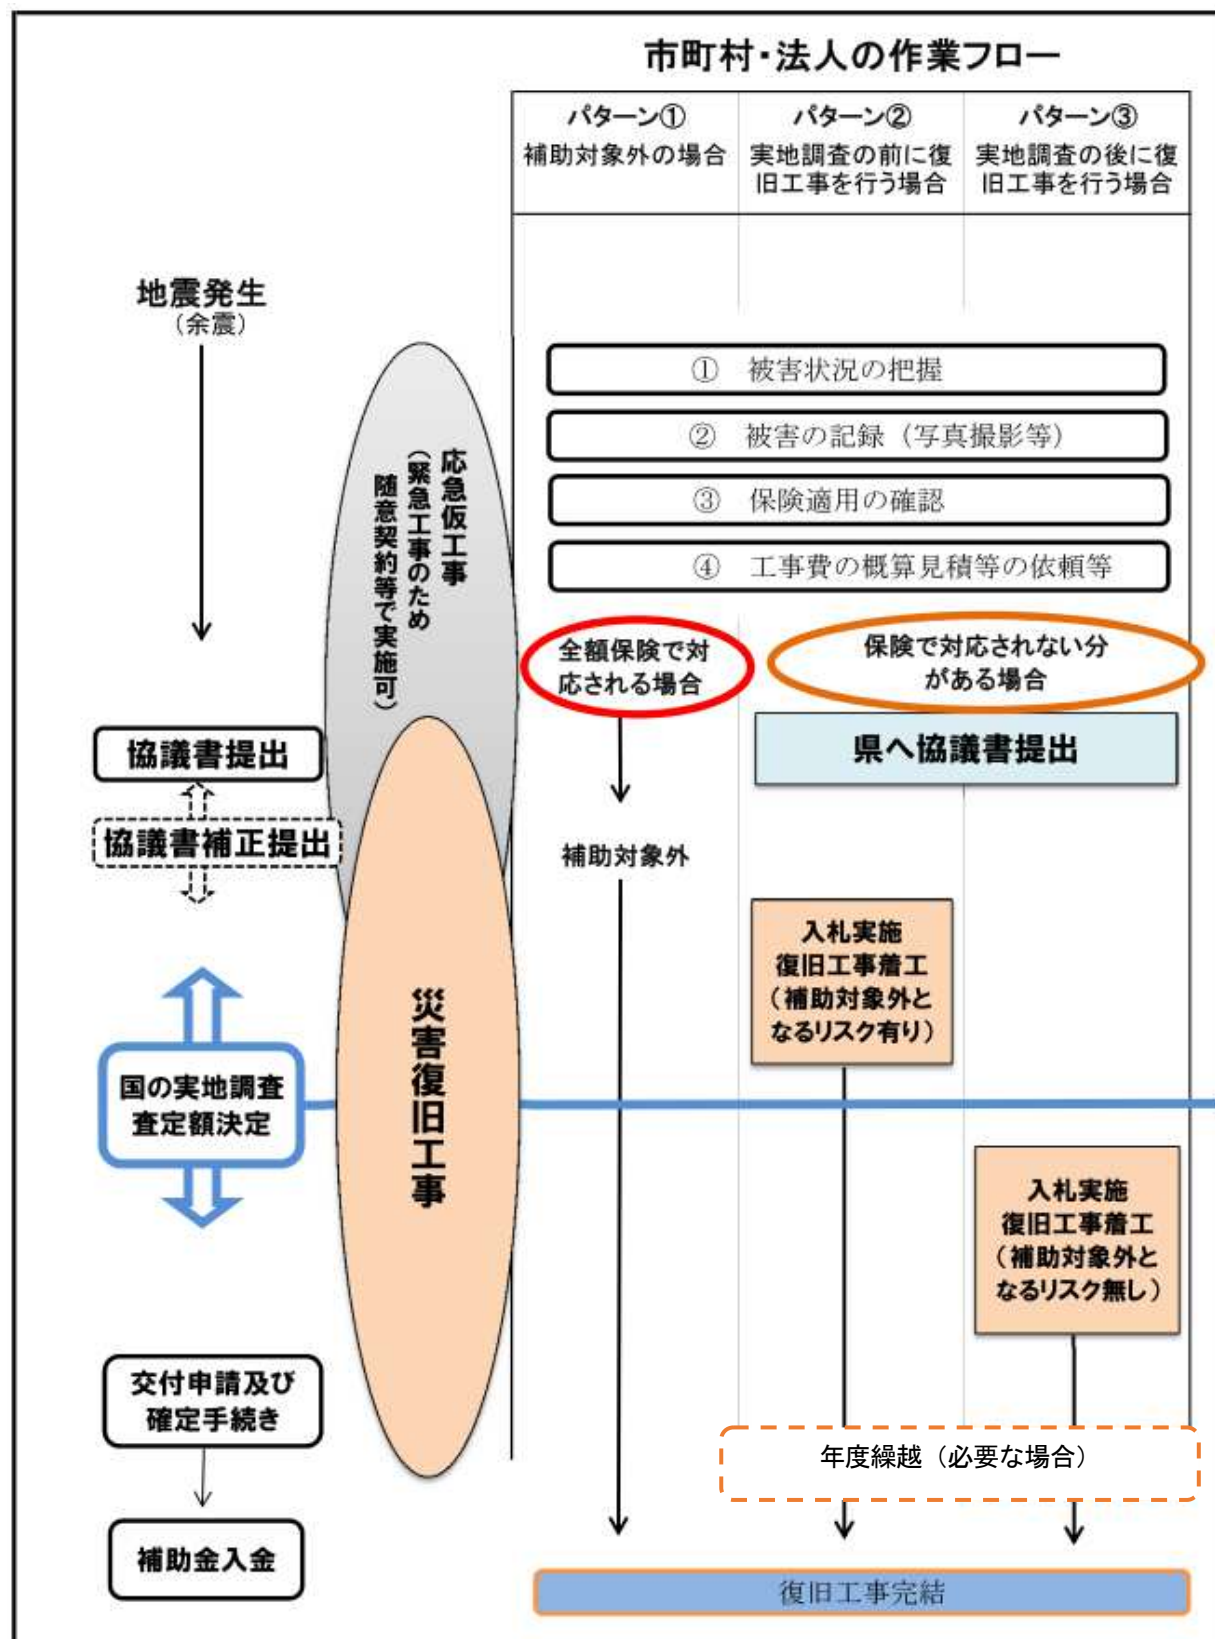 市町村・法人の作業フロー
パターン①
補助対象外の場合
パターン②
実地調査の前に復
旧工事を行う場合
パターン③
実地調査の後に復
旧工事を行う場合
地震発生
（余震）
① 被害状況の把握
② 被害の記録（写真撮影等）
③ 保険適用の確認
④ 工事費の概算見積等の依頼等
応急仮工事
（緊急工事のため
随意契約等で実施可）
全額保険で対
応される場合
保険で対応されない分
がある場合
協議書提出
県へ協議書提出
協議書補正提出
補助対象外
入札実施
復旧工事着工
（補助対象外と
なるリスク有り）
災害復旧工事
国の実地調査
査定額決定
入札実施
復旧工事着工
（補助対象外と
なるリスク無し）
交付申請及び
確定手続き
年度繰越（必要な場合）
補助金入金
復旧工事完結